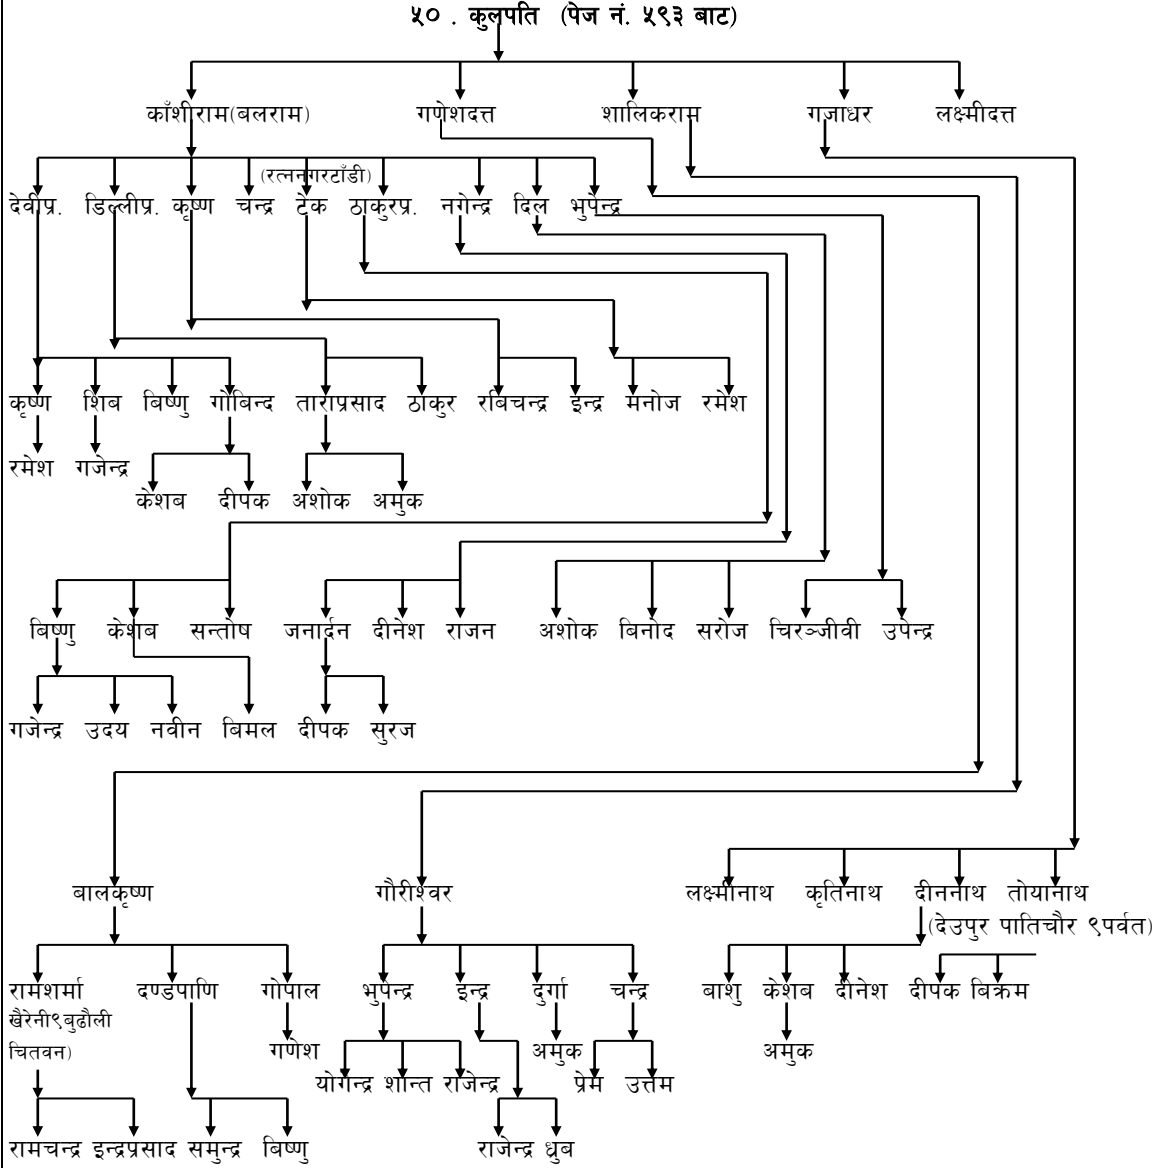 ५० . कुलपति (पेज नं. ५९३ बाट)
काँशीराम(बलराम) गणेशदत्त शालिकराम गजाधर लक्ष्मीदत्त
(रत्ननगरटाँडी)
देवीप्र. डिल्लीप्र. कृष्ण चन्द्र टेक ठाकुरप्र. नगेन्द्र दिल भुपेन्द्र
कृष्ण शिब बिष्णु गोबिन्द ताराप्रसाद ठाकुर रबिचन्द्र इन्द्र मनोज रमेश
रमेश गजेन्द्र
केशब दीपक अशोक अमुक
बिष्णु केशब सन्तोष जनार्दन दीनेश राजन अशोक बिनोद सरोज चिरञ्जीवी उपेन्द्र
गजेन्द्र उदय नवीन बिमल दीपक सुरज
बालकृष्ण गौरीश्वर लक्ष्मीनाथ कृतिनाथ दीननाथ तोयानाथ
(देउपुर पातिचौर ९पर्वत)
रामशर्मा दण्डपाणि गोपाल भुपेन्द्र इन्द्र दुर्गा चन्द्र बाशु केशब दीनेश दीपक बिक्रम
खैरेनी९बुढौली
चितवन) गणेश अमुक अमुक
योगेन्द्र शान्त राजेन्द्र प्रेम उत्तम
रामचन्द्र इन्द्रप्रसाद समुन्द्र बिष्णु राजेन्द्र ध्रुब